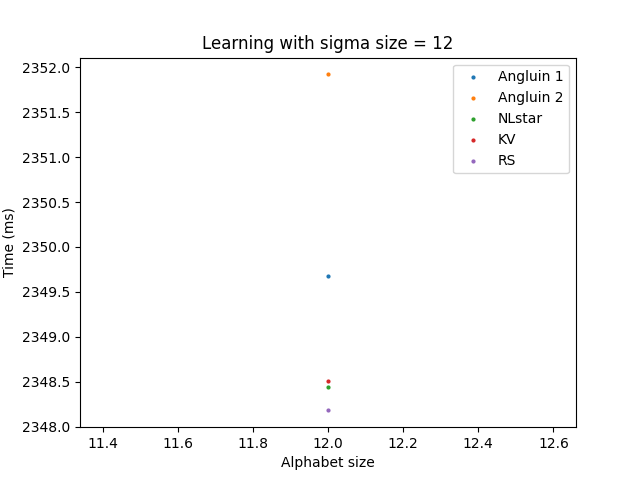 Learning with sigma size = 12
2352.0
2351.5
2351.0
2350.5
2350.0
2349.5
2349.0
2348.5
2348.0
Time (ms)
Angluin 1
Angluin 2
NLstar
KV
RS
11.4 11.6 11.8 12.0 12.2 12.4 12.6
Alphabet size